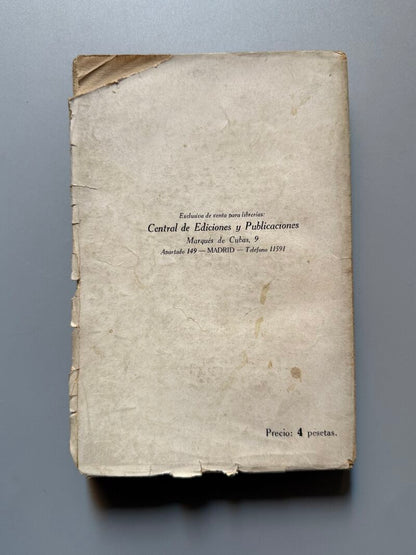 Exclusiva de venta para librerías:
Central de Ediciones y Publicaciones
Marqués de Cubas, 9
Apartado 149 — MADRID — Teléfono 11591
Precio: 4 pesetas.